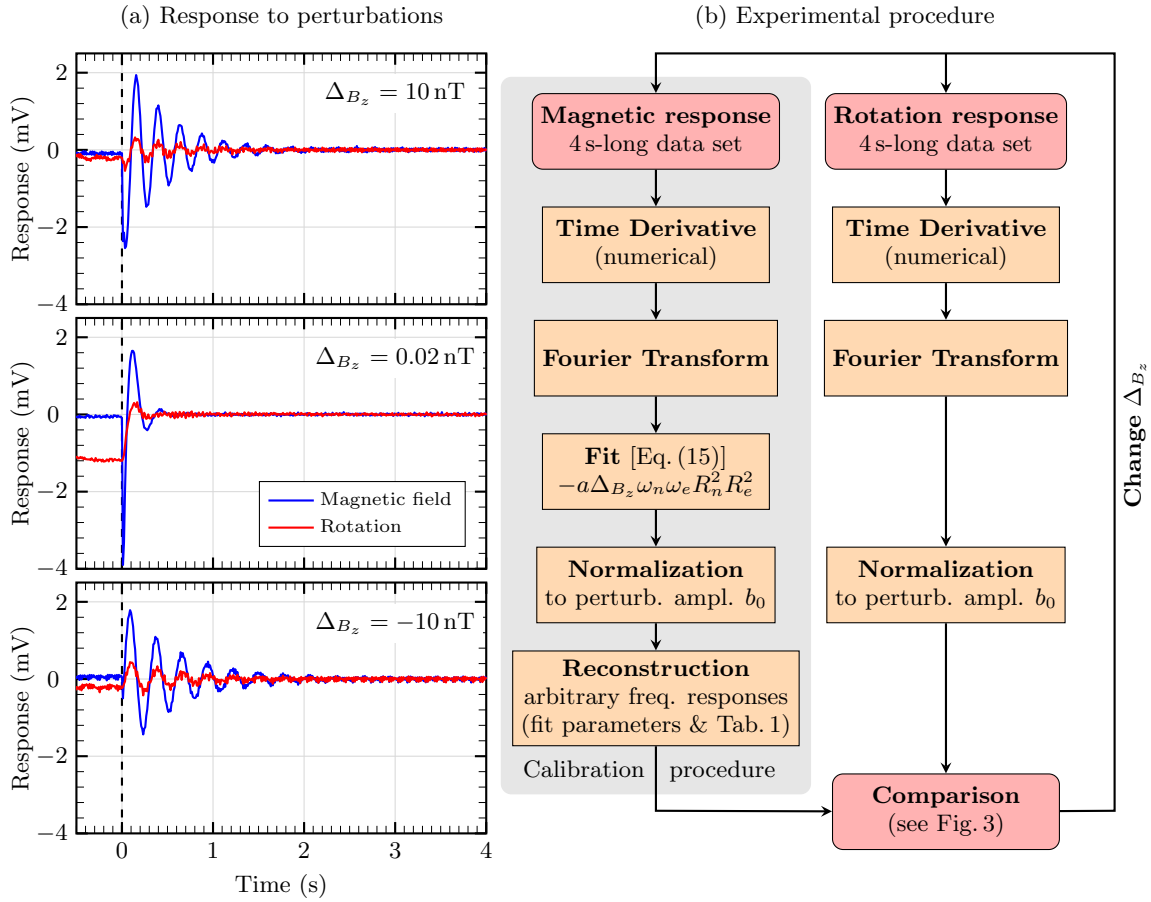 (a) Response to perturbations
2
0
−2
−4
Response (mV)
Δ_{B_z} = 10 nT
2
0
−2
−4
Response (mV)
Δ_{B_z} = 0.02 nT
Magnetic field
Rotation
2
0
−2
−4
Response (mV)
Δ_{B_z} = −10 nT
0 1 2 3 4
Time (s)
(b) Experimental procedure
Magnetic response
4 s-long data set
Time Derivative
(numerical)
Fourier Transform
Fit [Eq. (15)]
−aΔ_{B_z}ω_nω_eR_n^2R_e^2
Normalization
to perturb. ampl. b_0
Reconstruction
arbitrary freq. responses
(fit parameters & Tab. 1)
Calibration procedure
Rotation response
4 s-long data set
Time Derivative
(numerical)
Fourier Transform
Normalization
to perturb. ampl. b_0
Comparison
(see Fig. 3)
Change Δ_{B_z}